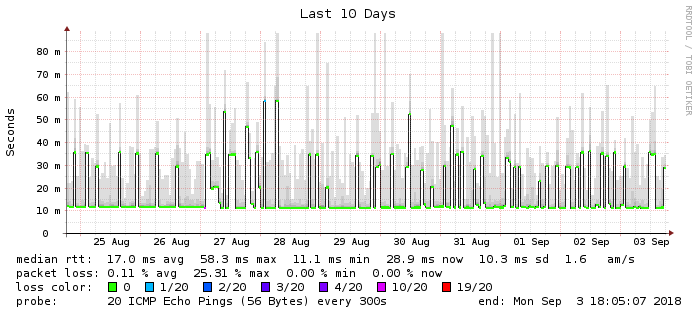 Last 10 Days
RRDTOOL / TOBI OETIKER
Seconds
80 m
70 m
60 m
50 m
40 m
30 m
20 m
10 m
0
25 Aug 26 Aug 27 Aug 28 Aug 29 Aug 30 Aug 31 Aug 01 Sep 02 Sep 03 Sep
median rtt: 17.0 ms avg 58.3 ms max 11.1 ms min 28.9 ms now 10.3 ms sd 1.6 am/s
packet loss: 0.11 % avg 25.31 % max 0.00 % min 0.00 % now
loss color: 0 1/20 2/20 3/20 4/20 10/20 19/20
probe: 20 ICMP Echo Pings (56 Bytes) every 300s end: Mon Sep 3 18:05:07 2018